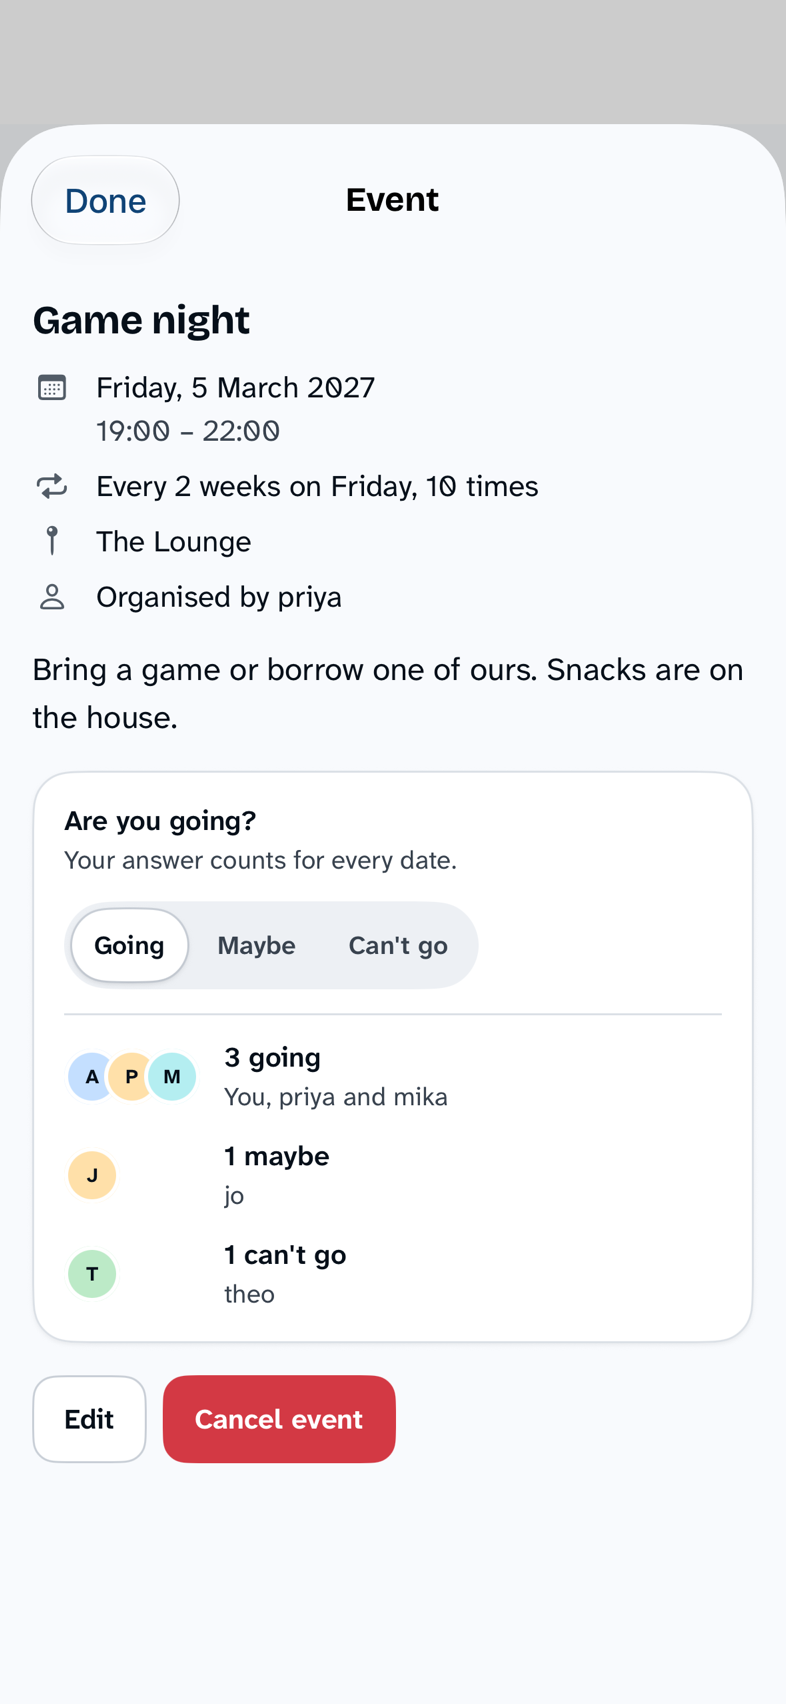 Done
Event
Game night
Friday, 5 March 2027
19:00 – 22:00
Every 2 weeks on Friday, 10 times
The Lounge
Organised by priya
Bring a game or borrow one of ours. Snacks are on
the house.
Are you going?
Your answer counts for every date.
Going
Maybe
Can't go
A P M
3 going
You, priya and mika
J
1 maybe
jo
T
1 can't go
theo
Edit
Cancel event